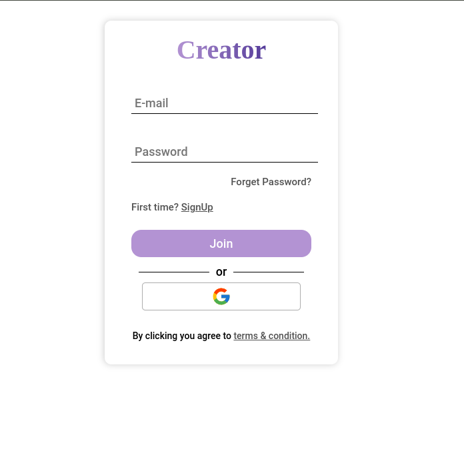 Creator
E-mail
Password
Forget Password?
First time? SignUp
Join
or
By clicking you agree to terms & condition.